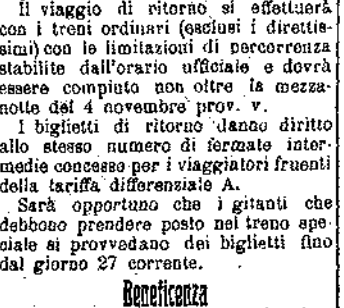 Il viaggio di ritorno si effettuerà
con i treni ordinari (esclusi i direttis-
simi) con le limitazioni di percorrenza
stabilite dall'orario ufficiale e dovrà
essere compiuto non oltre la mezza-
notte del 4 novembre prov. v.
I biglietti di ritorno danno diritto
allo stesso numero di fermate inter-
medie concesso per i viaggiatori fruenti
della tariffa differenziale A.
Sarà opportuno che i gitanti che
debbono prendere posto nel treno spe-
ciale si provvedano dei biglietti fino
dal giorno 27 corrente.
Beneficenza